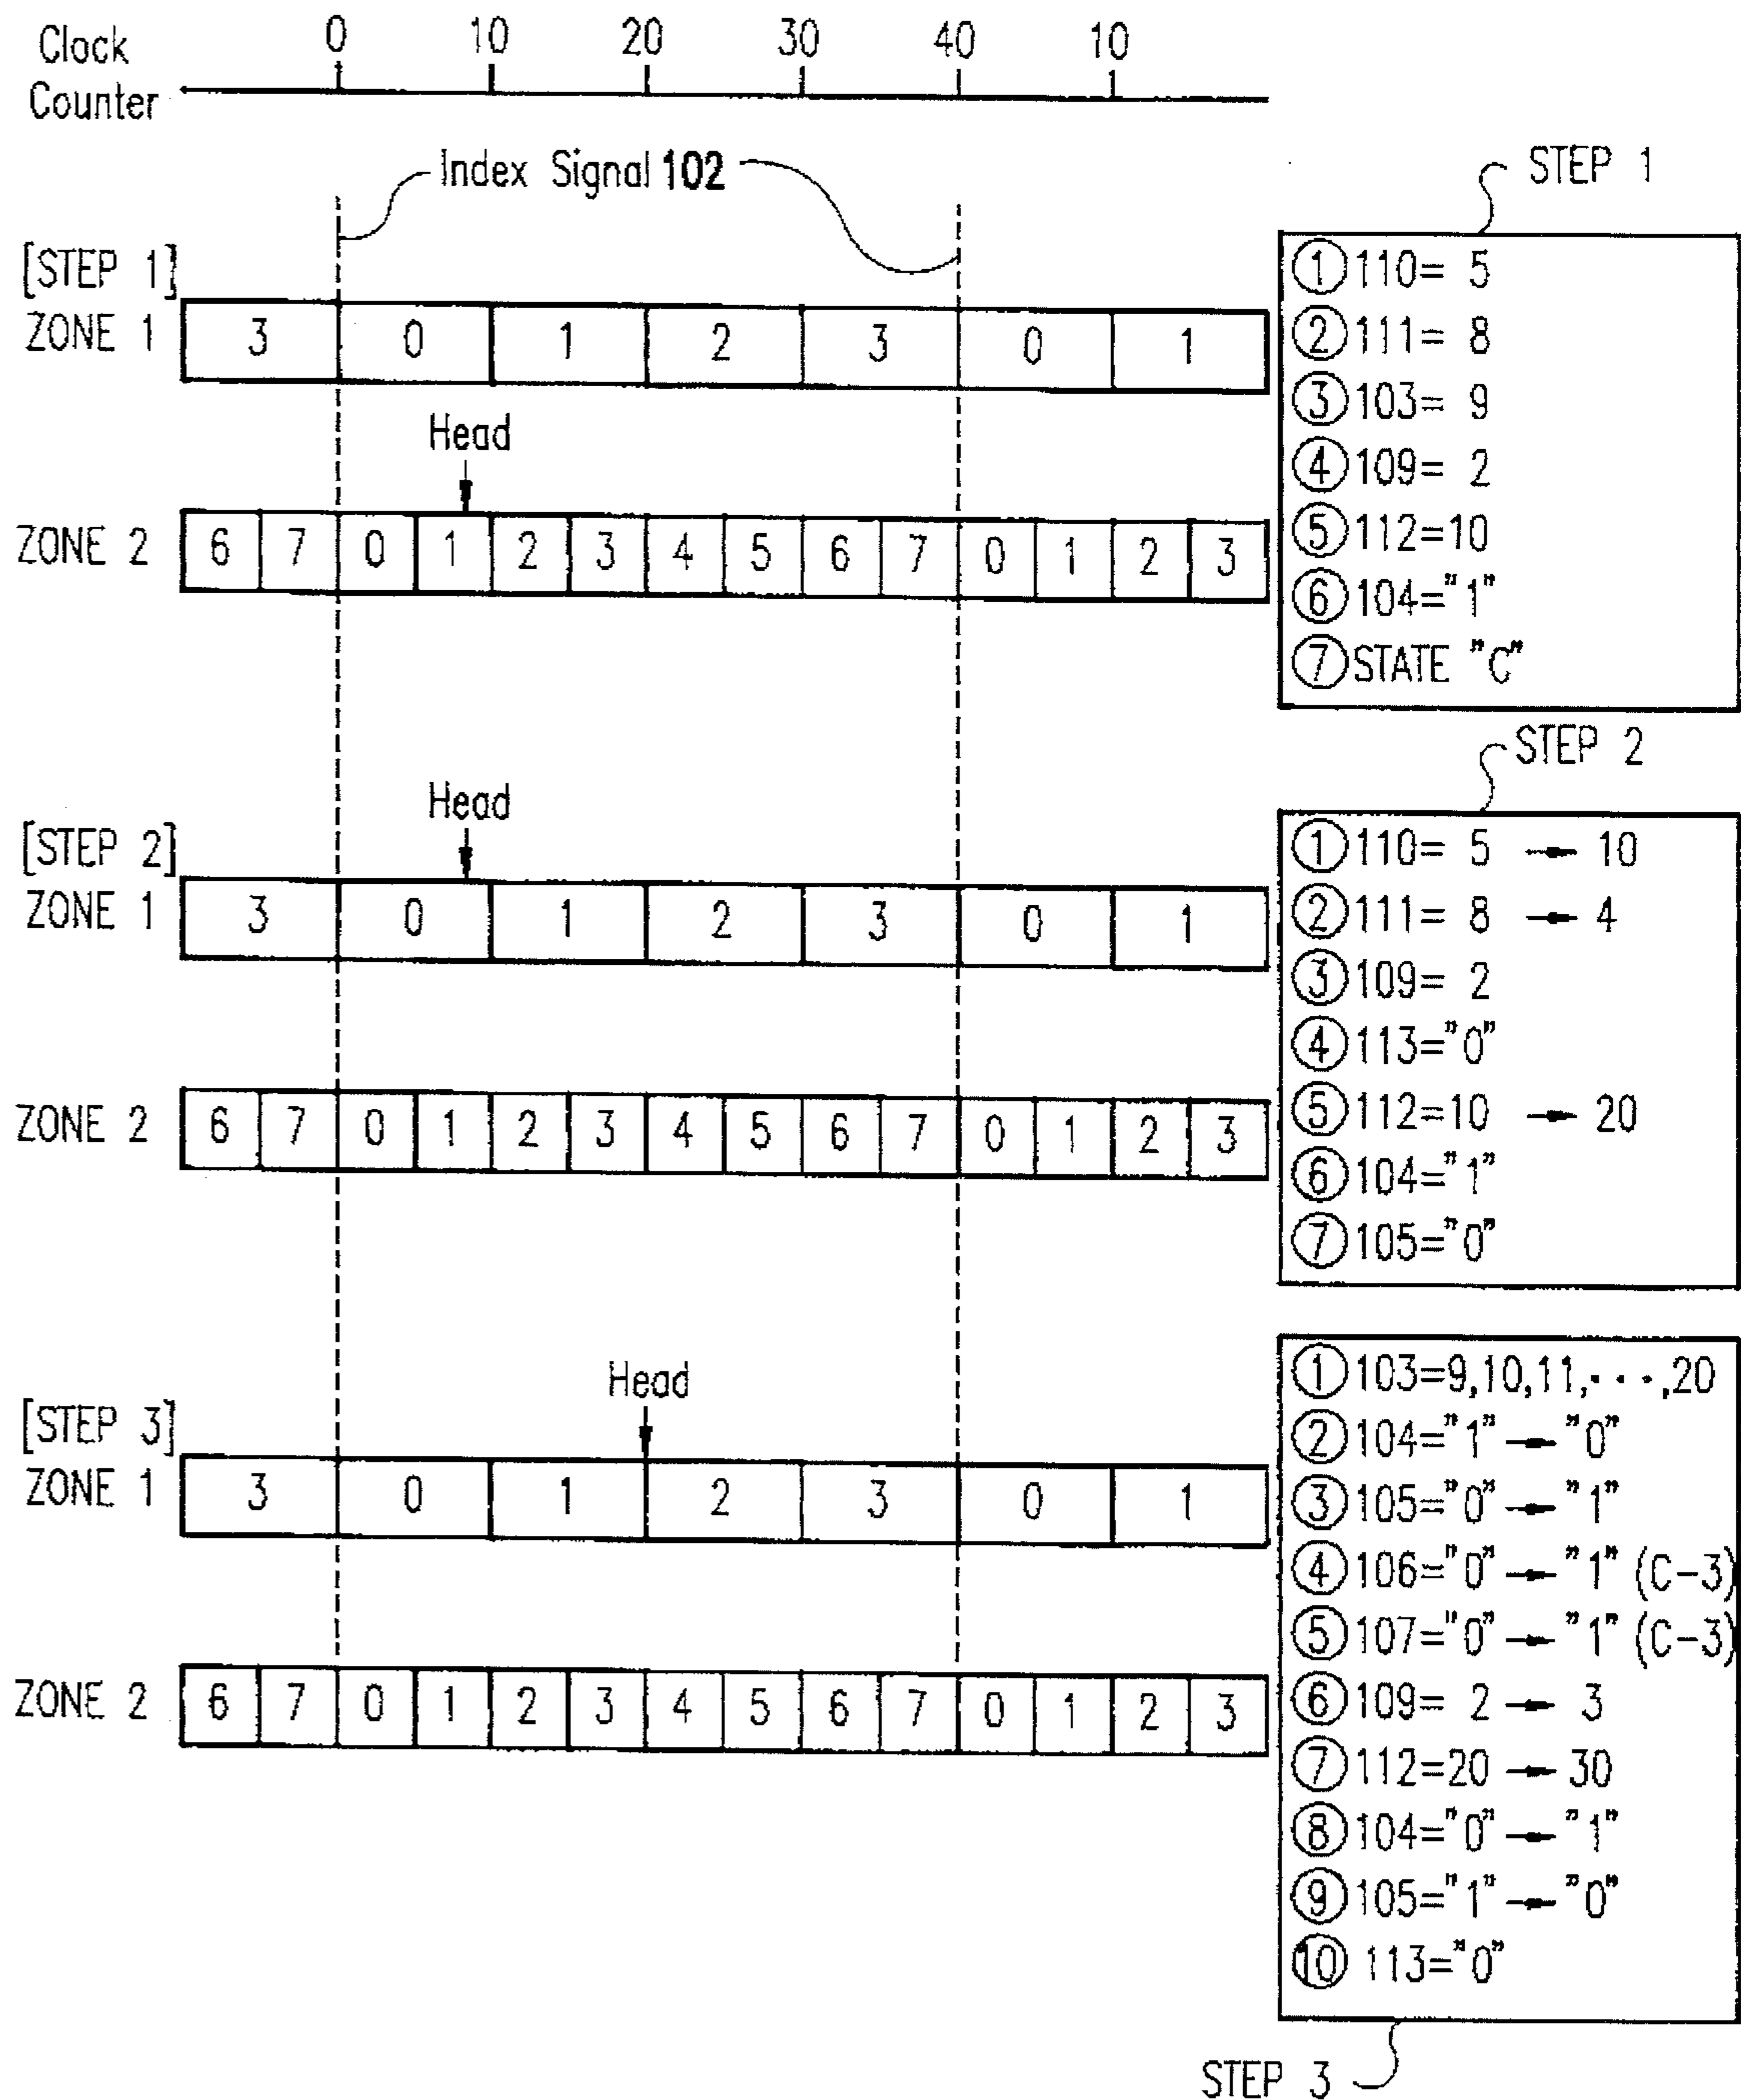 Clock Counter
0 10 20 30 40 10
Index Signal 102
[STEP 1]
ZONE 1
3 0 1 2 3 0 1
Head
ZONE 2
6 7 0 1 2 3 4 5 6 7 0 1 2 3
STEP 1
① 110= 5
② 111= 8
③ 103= 9
④ 109= 2
⑤ 112=10
⑥ 104="1"
⑦ STATE "C"
[STEP 2]
Head
ZONE 1
3 0 1 2 3 0 1
ZONE 2
6 7 0 1 2 3 4 5 6 7 0 1 2 3
STEP 2
① 110= 5 → 10
② 111= 8 → 4
③ 109= 2
④ 113="0"
⑤ 112=10 → 20
⑥ 104="1"
⑦ 105="0"
[STEP 3]
Head
ZONE 1
3 0 1 2 3 0 1
ZONE 2
6 7 0 1 2 3 4 5 6 7 0 1 2 3
① 103=9,10,11,···,20
② 104="1" → "0"
③ 105="0" → "1"
④ 106="0" → "1" (C-3)
⑤ 107="0" → "1" (C-3)
⑥ 109= 2 → 3
⑦ 112=20 → 30
⑧ 104="0" → "1"
⑨ 105="1" → "0"
⑩ 113="0"
STEP 3